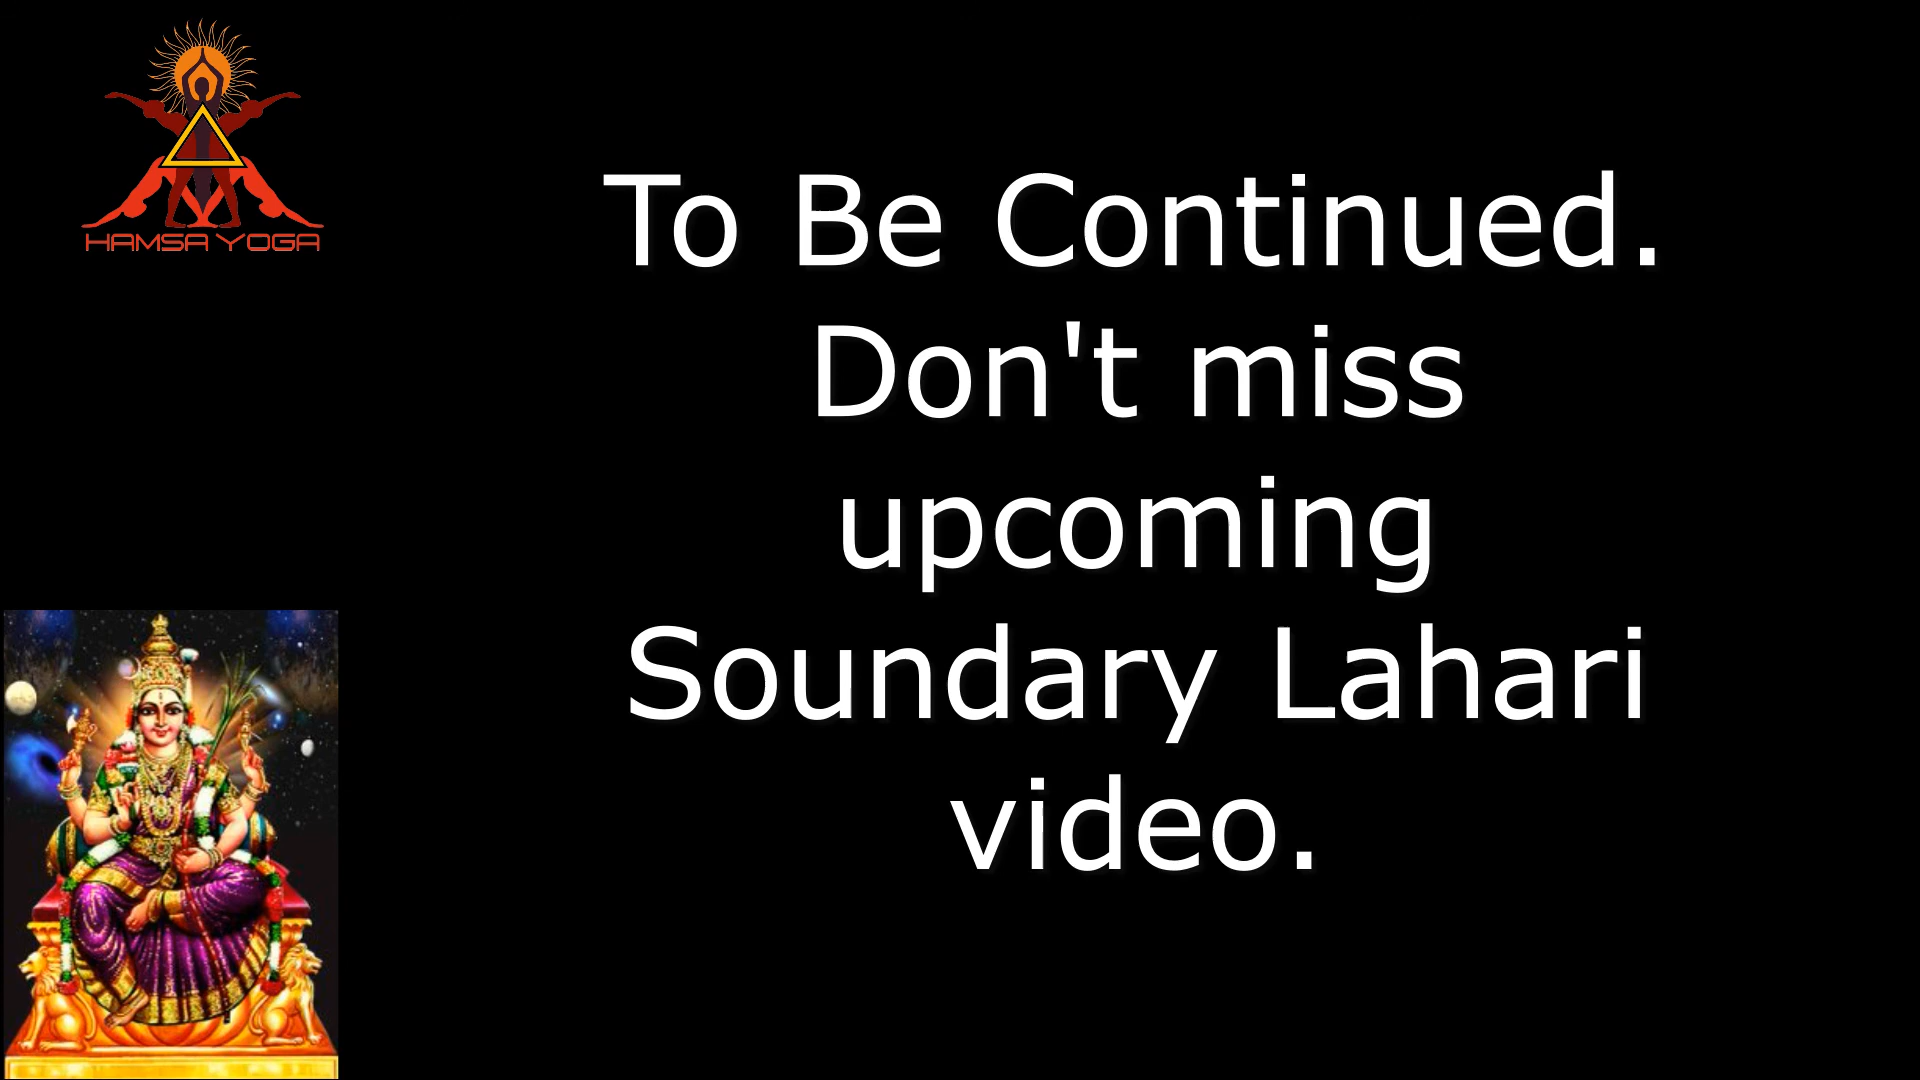 HAMSA YOGA
To Be Continued.
Don't miss
upcoming
Soundary Lahari
video.